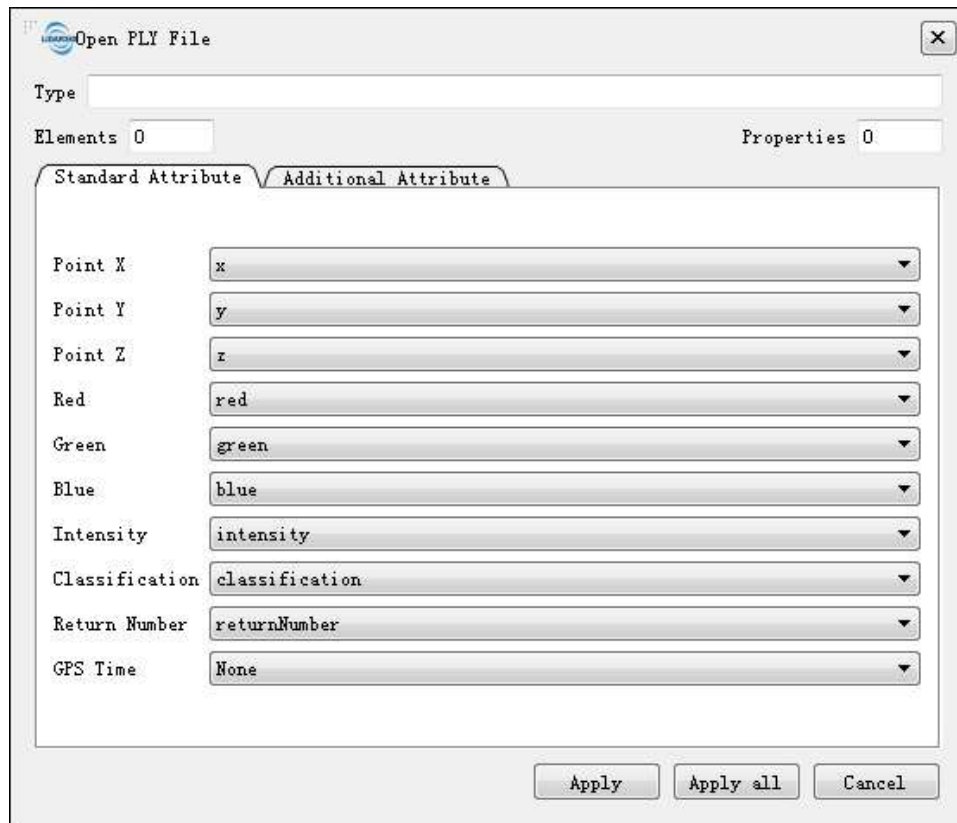 Open PLY File
Type
Elements 0 Properties 0
Standard Attribute Additional Attribute
Point X x
Point Y y
Point Z z
Red red
Green green
Blue blue
Intensity intensity
Classification classification
Return Number returnNumber
GPS Time None
Apply Apply all Cancel